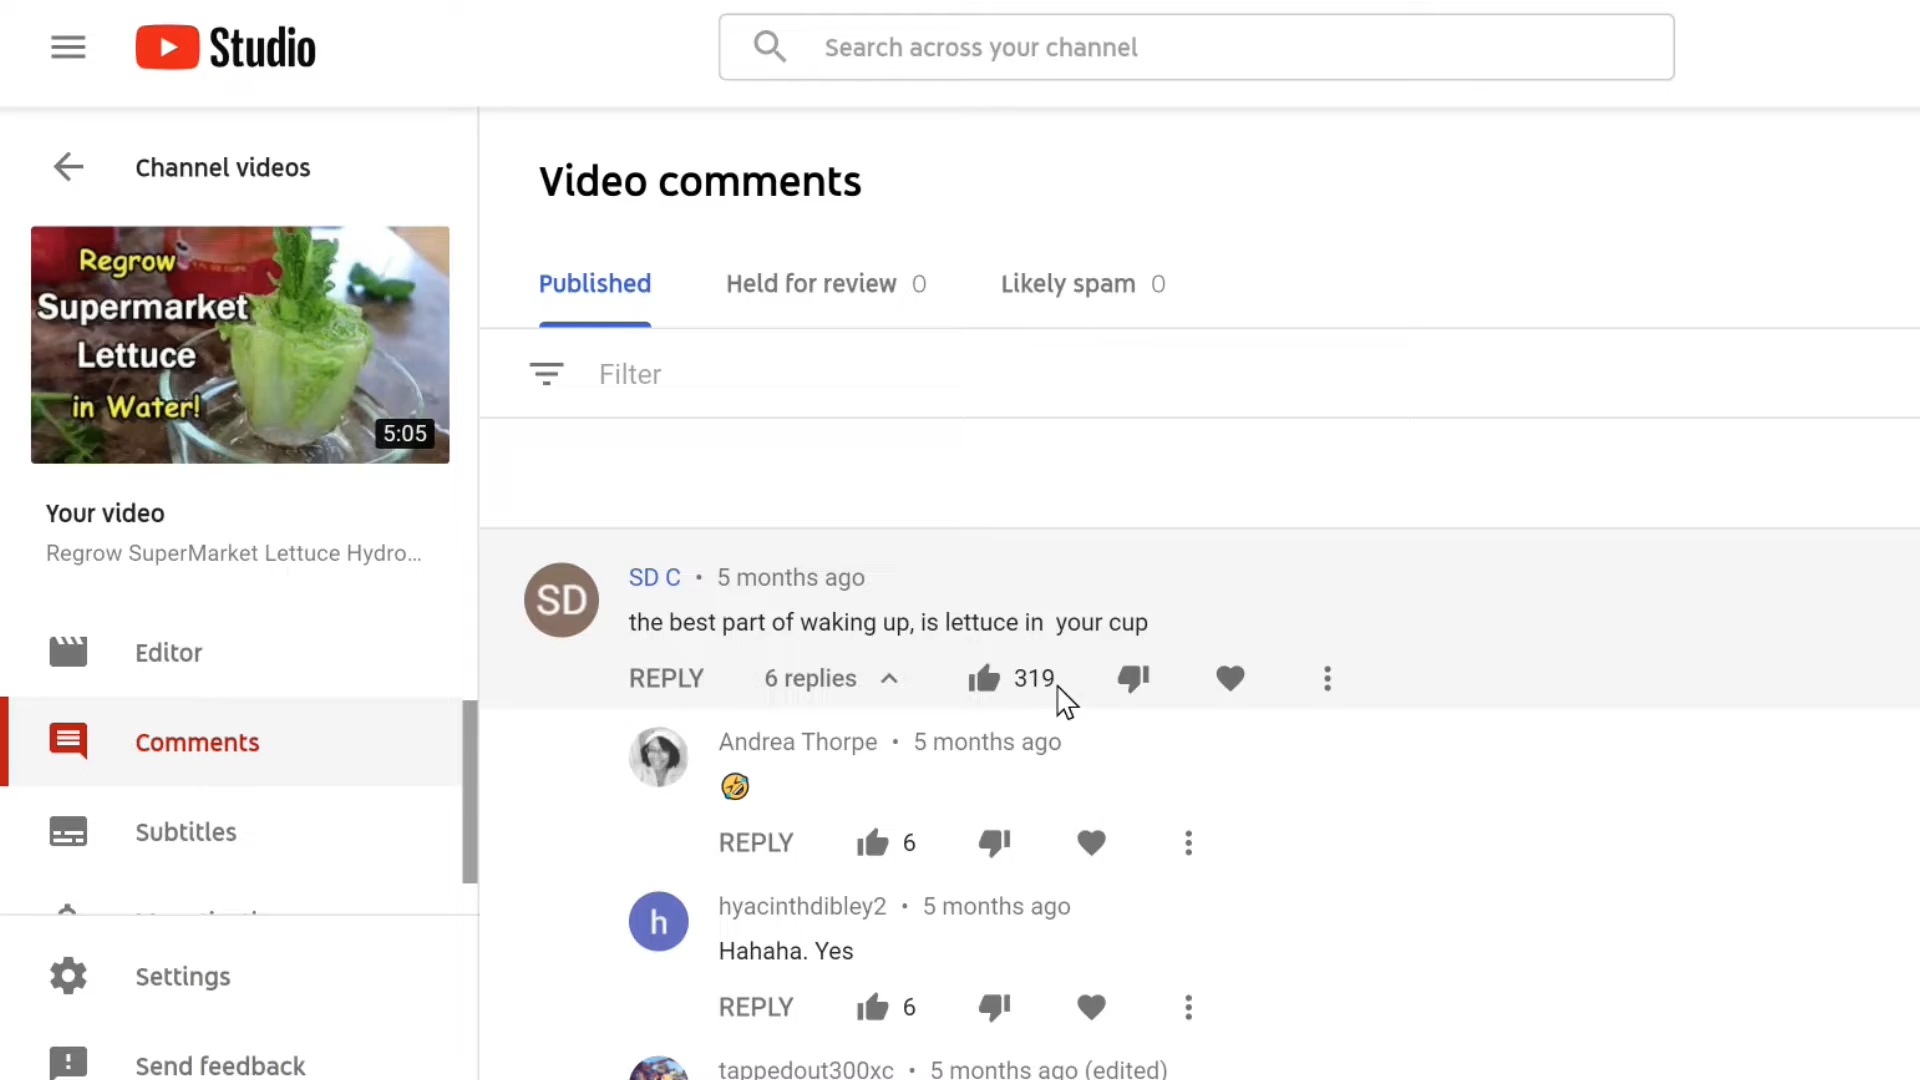 Studio
Search across your channel
Channel videos
Regrow
Supermarket
Lettuce
in Water!
5:05
Your video
Regrow SuperMarket Lettuce Hydro...
Editor
Comments
Subtitles
Settings
Send feedback
Video comments
Published
Held for review 0
Likely spam 0
Filter
SD
SD C • 5 months ago
the best part of waking up, is lettuce in your cup
REPLY 6 replies 319
Andrea Thorpe • 5 months ago
REPLY 6
h
hyacinthdibley2 • 5 months ago
Hahaha. Yes
REPLY 6
tappedout300xc • 5 months ago (edited)